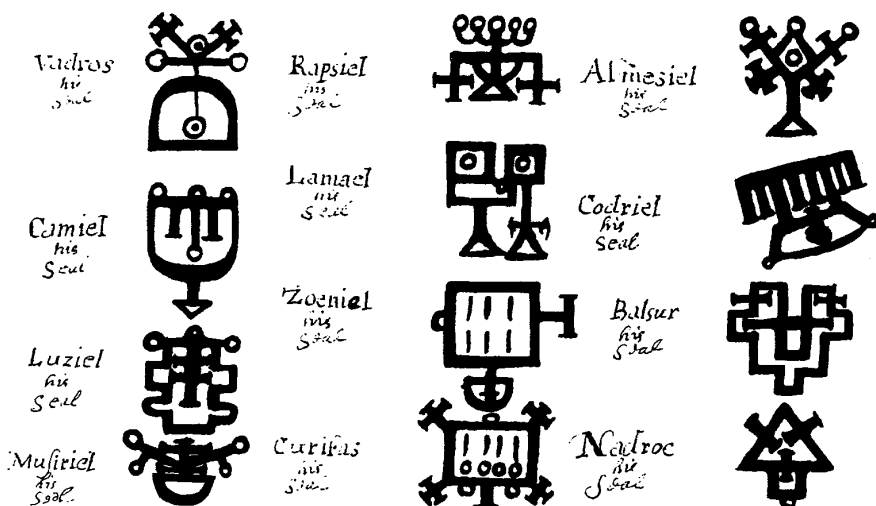 Vadros
his
Seal
Camiel
his
Seal
Luziel
his
Seal
Musiriel
his
Seal
Rapsiel
his
Seal
Lamael
his
Seal
Zoeniel
his
Seal
Curifas
his
Seal
Almesiel
his
Seal
Codriel
his
Seal
Balsur
his
Seal
Nadroc
his
Seal